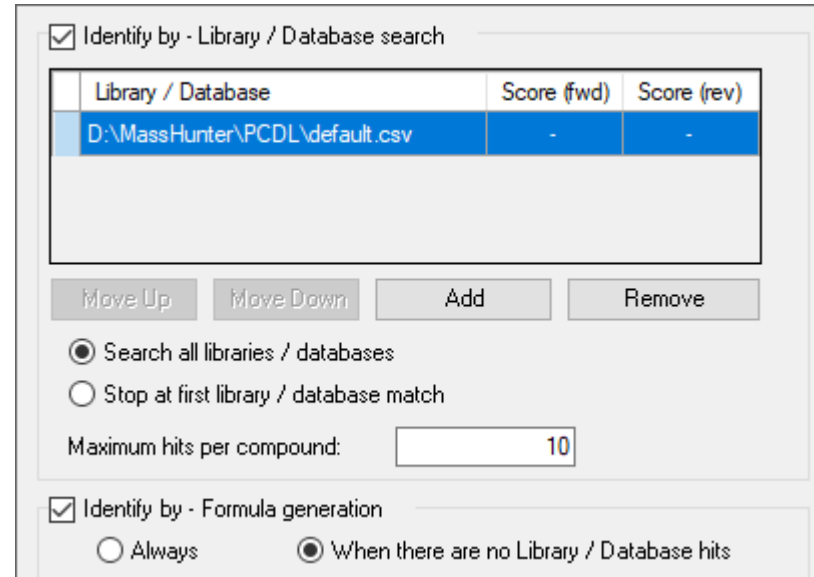 Identify by - Library / Database search
Library / Database Score (fwd) Score (rev)
D:\MassHunter\PCDL\default.csv - -
Move Up Move Down Add Remove
Search all libraries / databases
Stop at first library / database match
Maximum hits per compound: 10
Identify by - Formula generation
Always When there are no Library / Database hits